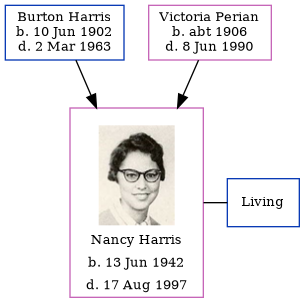 Burton Harris
b. 10 Jun 1902
d. 2 Mar 1963
Victoria Perian
b. abt 1906
d. 8 Jun 1990
Nancy Harris
b. 13 Jun 1942
d. 17 Aug 1997
Living